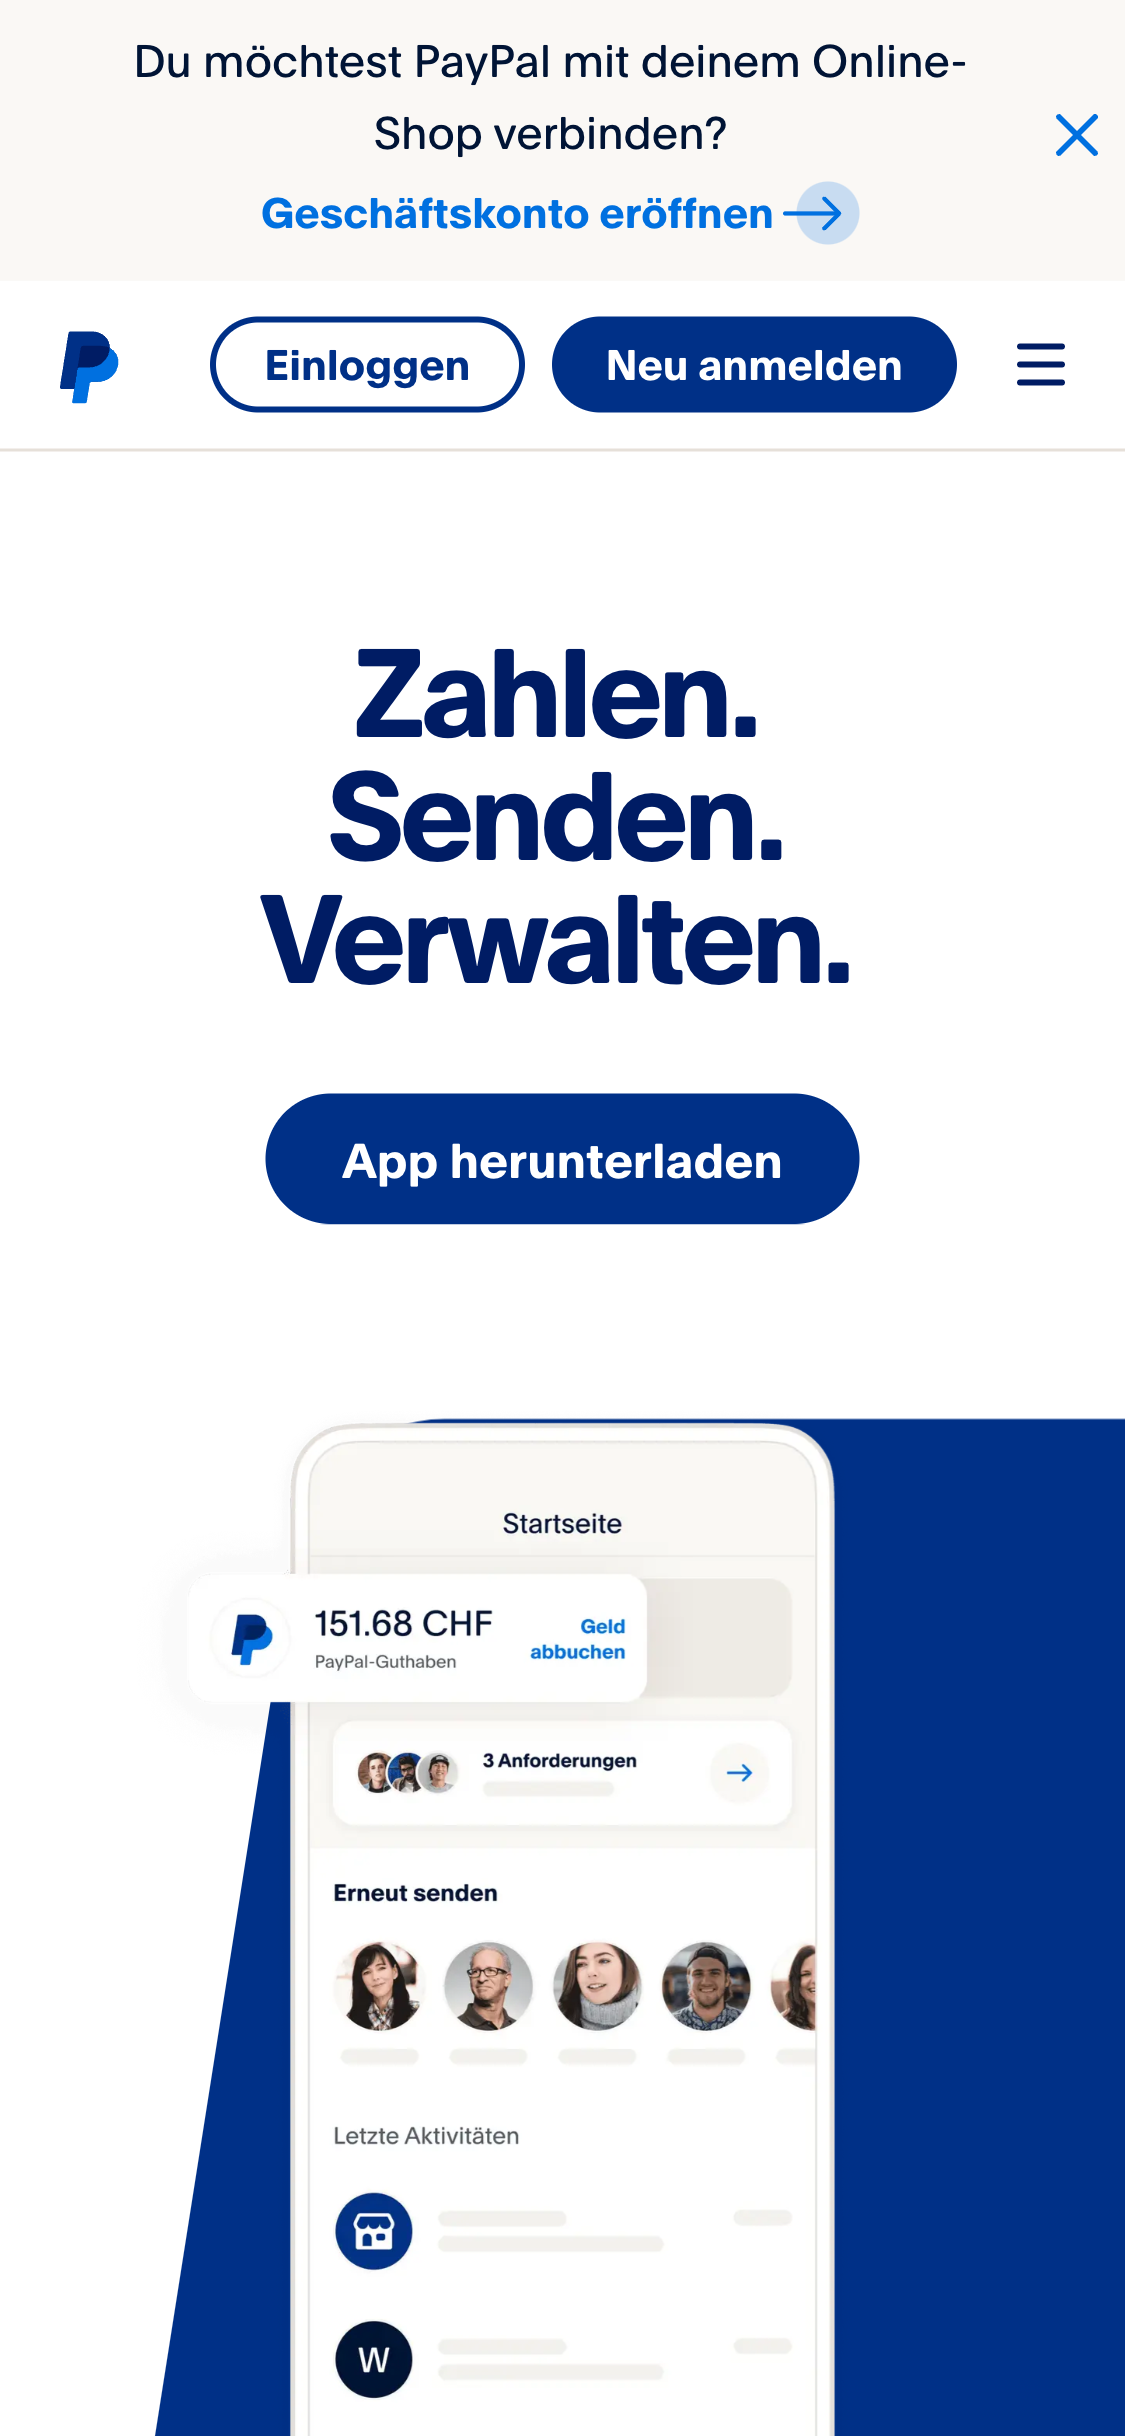 Du möchtest PayPal mit deinem Online-
Shop verbinden?
Geschäftskonto eröffnen
Einloggen
Neu anmelden
Zahlen.
Senden.
Verwalten.
App herunterladen
Startseite
151.68 CHF
PayPal-Guthaben
Geld
abbuchen
3 Anforderungen
Erneut senden
Letzte Aktivitäten
W